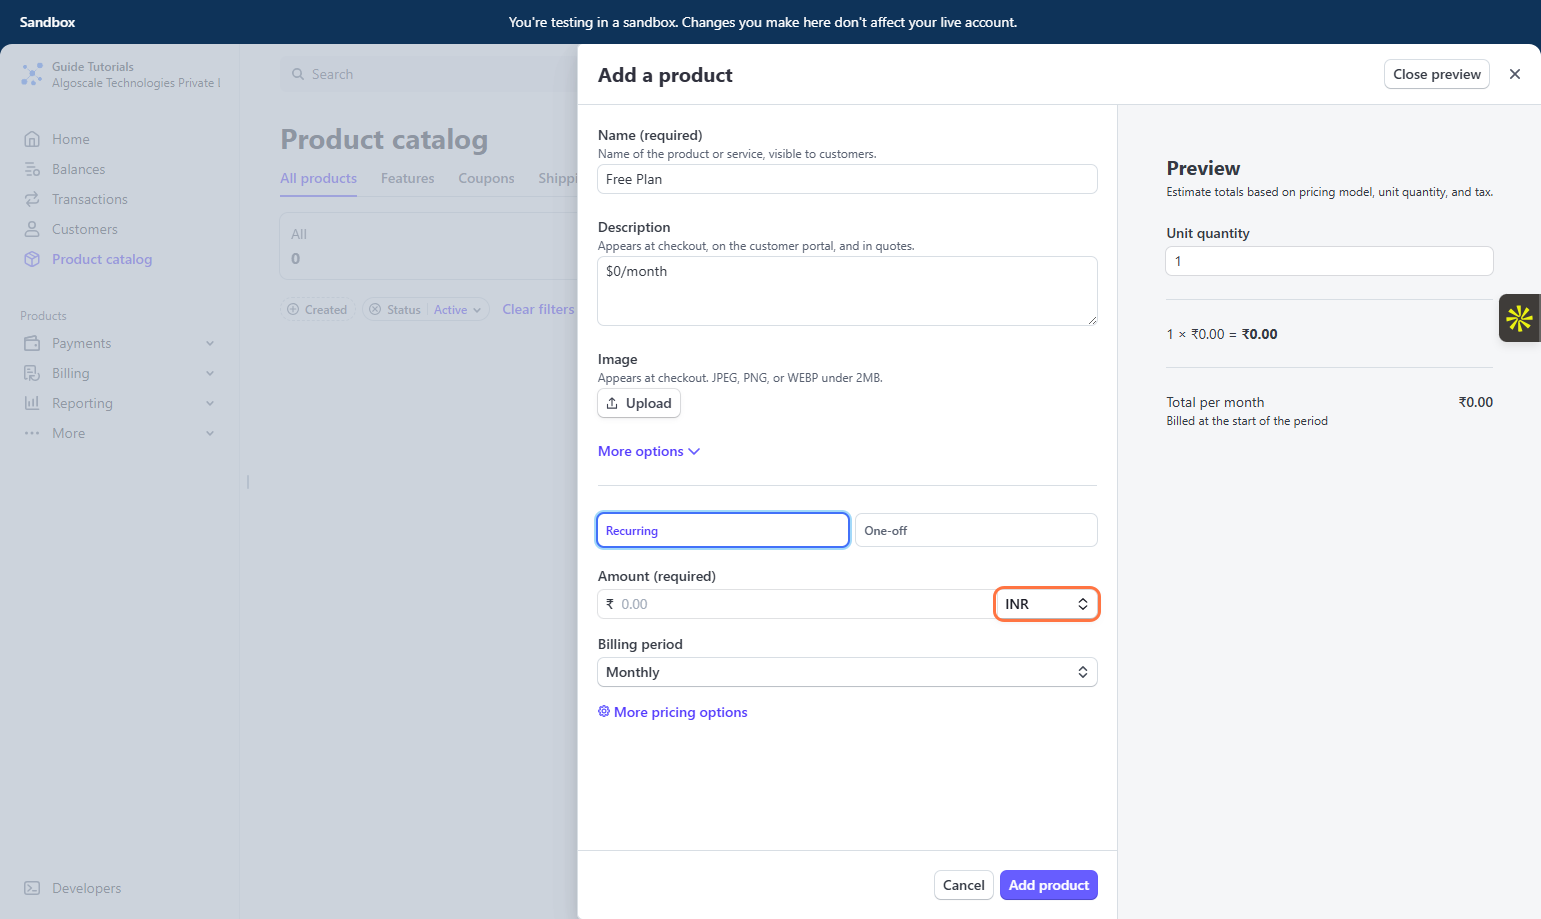 Sandbox
You're testing in a sandbox. Changes you make here don't affect your live account.
Guide Tutorials
Algoscale Technologies Private
Home
Balances
Transactions
Customers
Product catalog
Products
Payments
Billing
Reporting
More
Developers
Search
Product catalog
All products Features Coupons Shippi
All
0
Created Status Active Clear filters
Add a product
Close preview
Name (required)
Name of the product or service, visible to customers.
Free Plan
Description
Appears at checkout, on the customer portal, and in quotes.
$0/month
Image
Appears at checkout. JPEG, PNG, or WEBP under 2MB.
Upload
More options
Recurring One-off
Amount (required)
₹ 0.00 INR
Billing period
Monthly
More pricing options
Cancel Add product
Preview
Estimate totals based on pricing model, unit quantity, and tax.
Unit quantity
1
1 × ₹0.00 = ₹0.00
Total per month ₹0.00
Billed at the start of the period